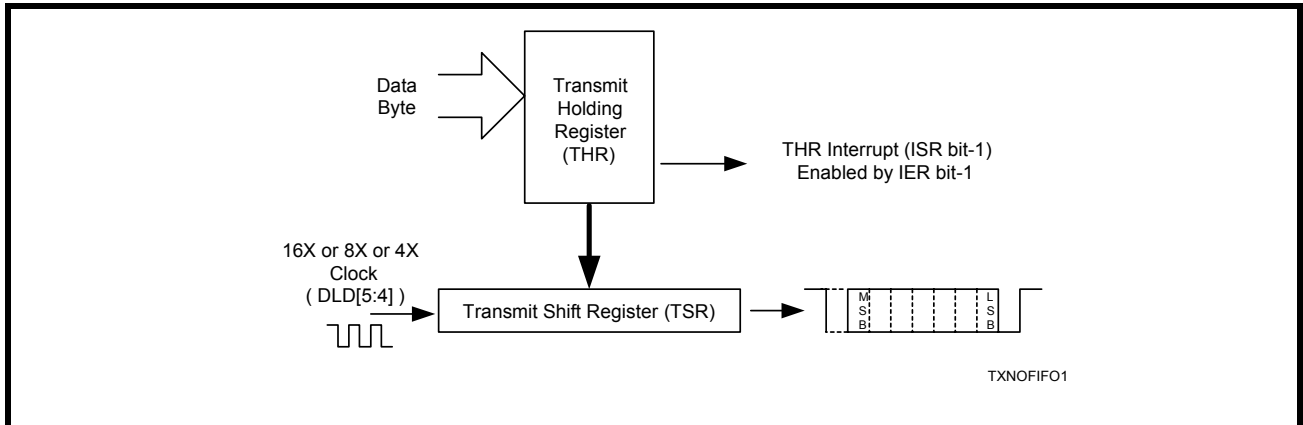 Data
Byte
Transmit
Holding
Register
(THR)
THR Interrupt (ISR bit-1)
Enabled by IER bit-1
16X or 8X or 4X
Clock
( DLD[5:4] )
Transmit Shift Register (TSR)
M
S
B
L
S
B
TXNOFIFO1